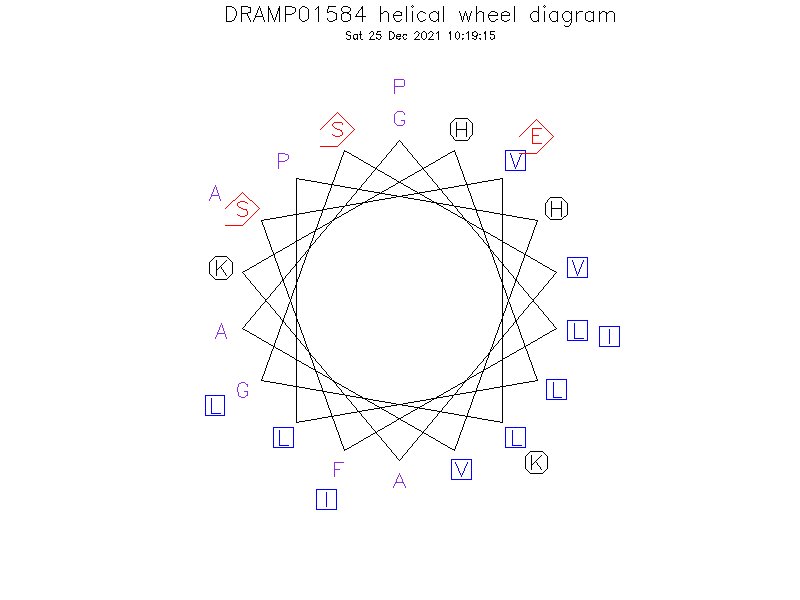 DRAMP01584 helical wheel diagram
Sat 25 Dec 2021 10:19:15
P
G
S
H
E
P
V
A
S
H
K
V
A
L
I
G
L
L
L
L
K
F
V
A
I